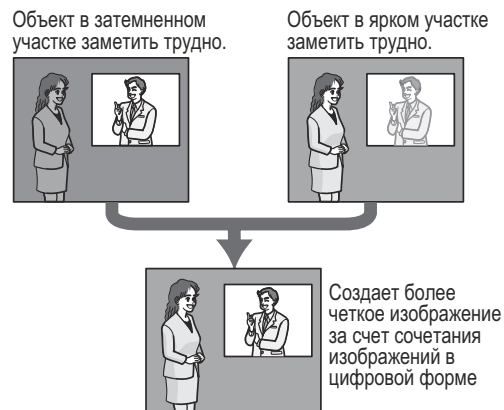 Объект в затемненном
участке заметить трудно.
Объект в ярком участке
заметить трудно.
Создает более
четкое изображение
за счет сочетания
изображений в
цифровой форме